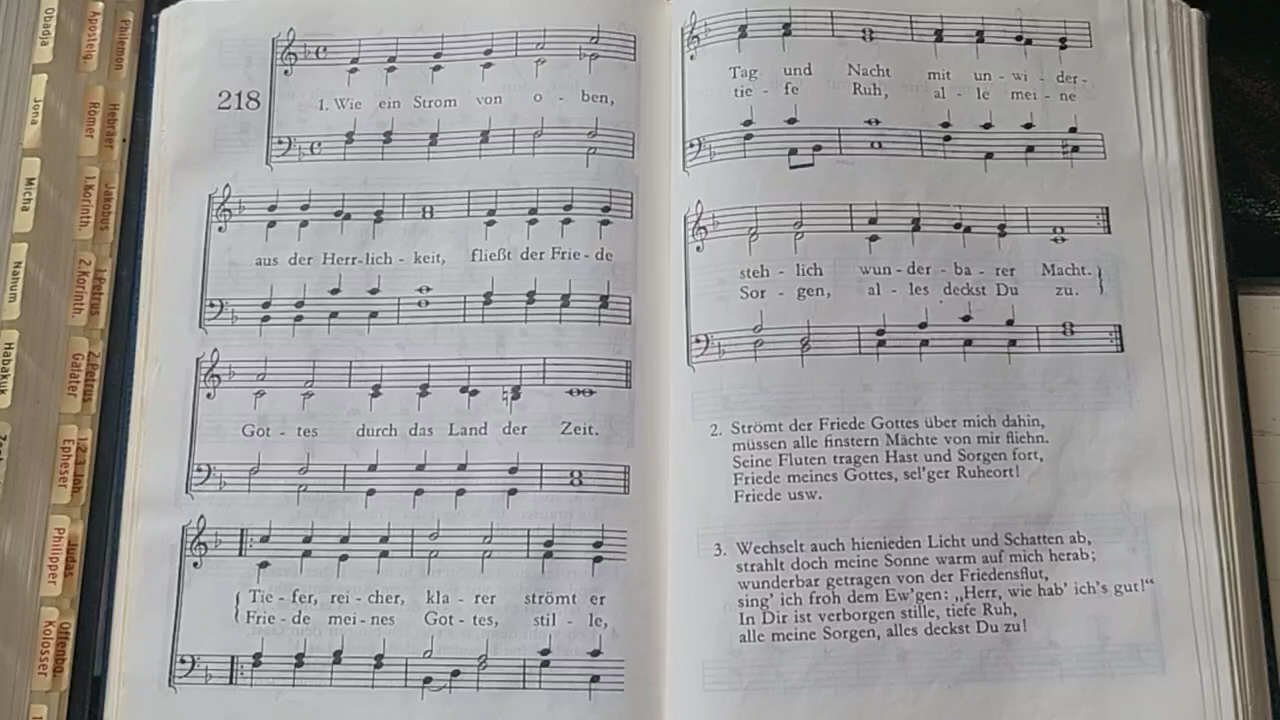 Obadja
Jona
Micha
Nahum
Habakuk
Apostelg.
Römer
1.Korinth.
2.Korinth.
Galater
Epheser
Philipper
Kolosser
Philemon
Hebräer
Jakobus
1.Petrus
2.Petrus
1.2.3.Joh.
Judas
Offenbg.
218
1. Wie ein Strom von o - ben,
aus der Herr-lich - keit, fließt der Frie - de
Got - tes durch das Land der Zeit.
Tie - fer, rei - cher, kla - rer strömt er
Frie - de mei - nes Got - tes, stil - le,
Tag und Nacht mit un - wi - der-
tie - fe Ruh, al - le mei - ne
steh - lich wun - der - ba - rer Macht.
Sor - gen, al - les deckst Du zu.
2. Strömt der Friede Gottes über mich dahin,
müssen alle finstern Mächte von mir fliehn.
Seine Fluten tragen Hast und Sorgen fort,
Friede meines Gottes, sel'ger Ruheort!
Friede usw.
3. Wechselt auch hienieden Licht und Schatten ab,
strahlt doch meine Sonne warm auf mich herab;
wunderbar getragen von der Friedensflut,
sing' ich froh dem Ew'gen: „Herr, wie hab' ich's gut!“
In Dir ist verborgen stille, tiefe Ruh,
alle meine Sorgen, alles deckst Du zu!